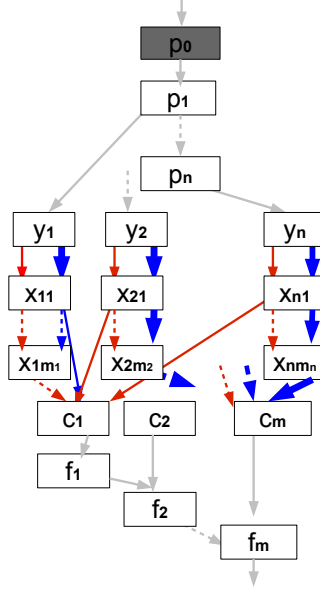 p0
p1
pn
y1 y2 yn
x11 x21 xn1
x1m1 x2m2 xnmn
c1 c2 cm
f1
f2
fm